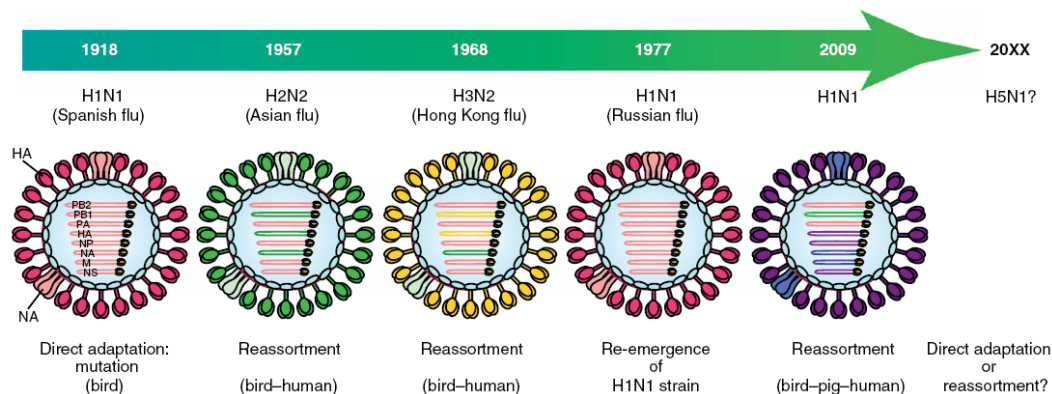 1918 1957 1968 1977 2009 20XX
H1N1 H2N2 H3N2 H1N1 H1N1 H5N1?
(Spanish flu) (Asian flu) (Hong Kong flu) (Russian flu)
HA
PB2
PB1
PA
HA
NP
NA
M
NS
NA
Direct adaptation: Reassortment Reassortment Re-emergence Reassortment Direct adaptation
mutation of or
(bird) (bird–human) (bird–human) H1N1 strain (bird–pig–human) reassortment?